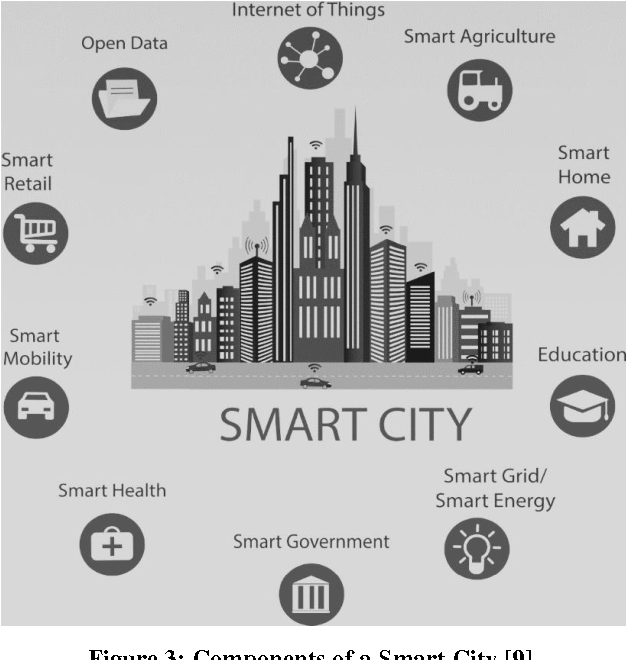 Internet of Things
Open Data
Smart Agriculture
Smart
Retail
Smart
Home
Smart
Mobility
Education
SMART CITY
Smart Health
Smart Grid/
Smart Energy
Smart Government
Figure 3: Components of a Smart City [9]